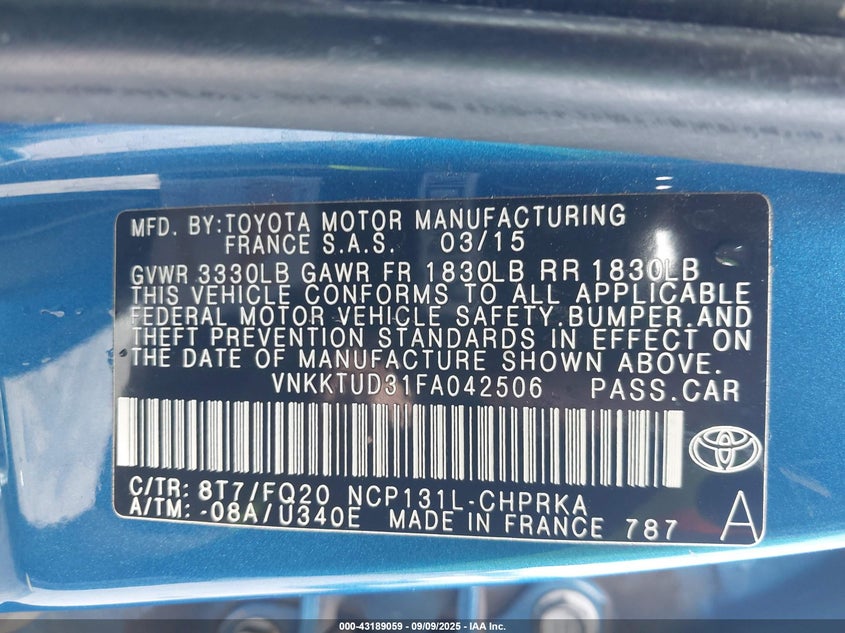 MFD. BY:TOYOTA MOTOR MANUFACTURING
FRANCE S.A.S. 03/15
GVWR 3330LB GAWR FR 1830LB RR 1830LB
THIS VEHICLE CONFORMS TO ALL APPLICABLE
FEDERAL MOTOR VEHICLE SAFETY,BUMPER,AND
THEFT PREVENTION STANDARDS IN EFFECT ON
THE DATE OF MANUFACTURE SHOWN ABOVE.
VNKKTUD31FA042506 PASS.CAR
C/TR: 8T7/FQ20 NCP131L-CHPRKA
A/TM: -08A/U340E MADE IN FRANCE 787
A
000-43189059 - 09/09/2025 - IAA Inc.